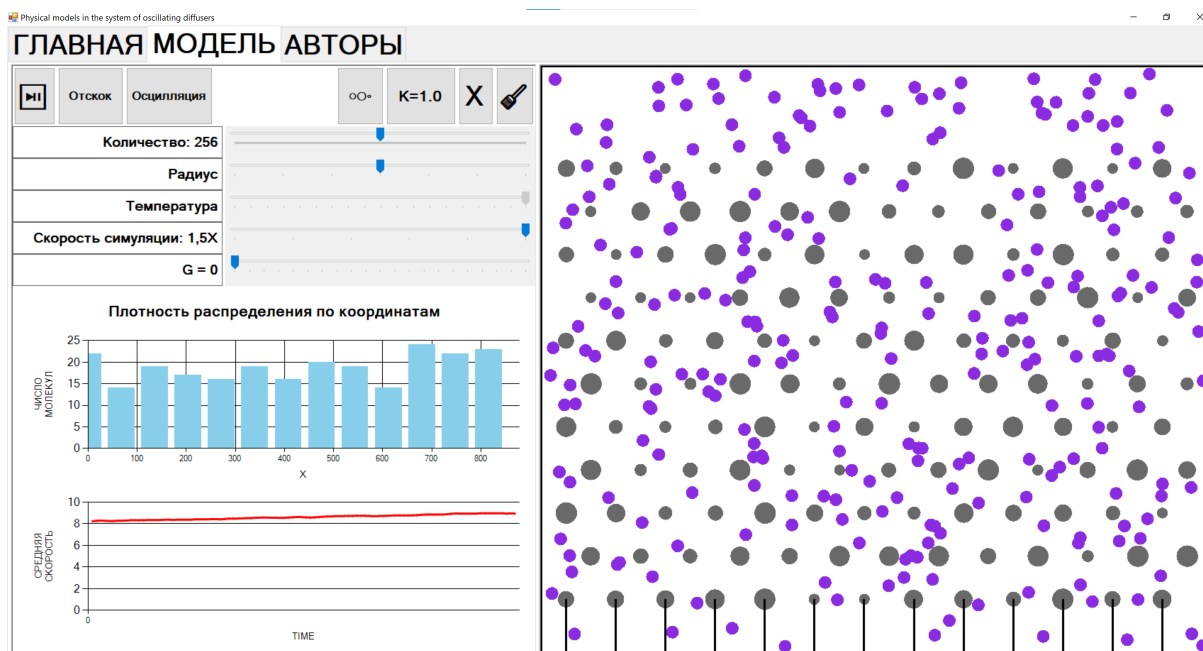 Physical models in the system of oscillating diffusers
ГЛАВНАЯ МОДЕЛЬ АВТОРЫ
Отскок Осцилляция K=1.0 X
Количество: 256
Радиус
Температура
Скорость симуляции: 1,5X
G = 0
Плотность распределения по координатам
25
20
15
10
5
0
ЧИСЛО
МОЛЕКУЛ
0 100 200 300 400 500 600 700 800
X
10
8
6
4
2
0
СРЕДНЯЯ
СКОРОСТЬ
0
TIME